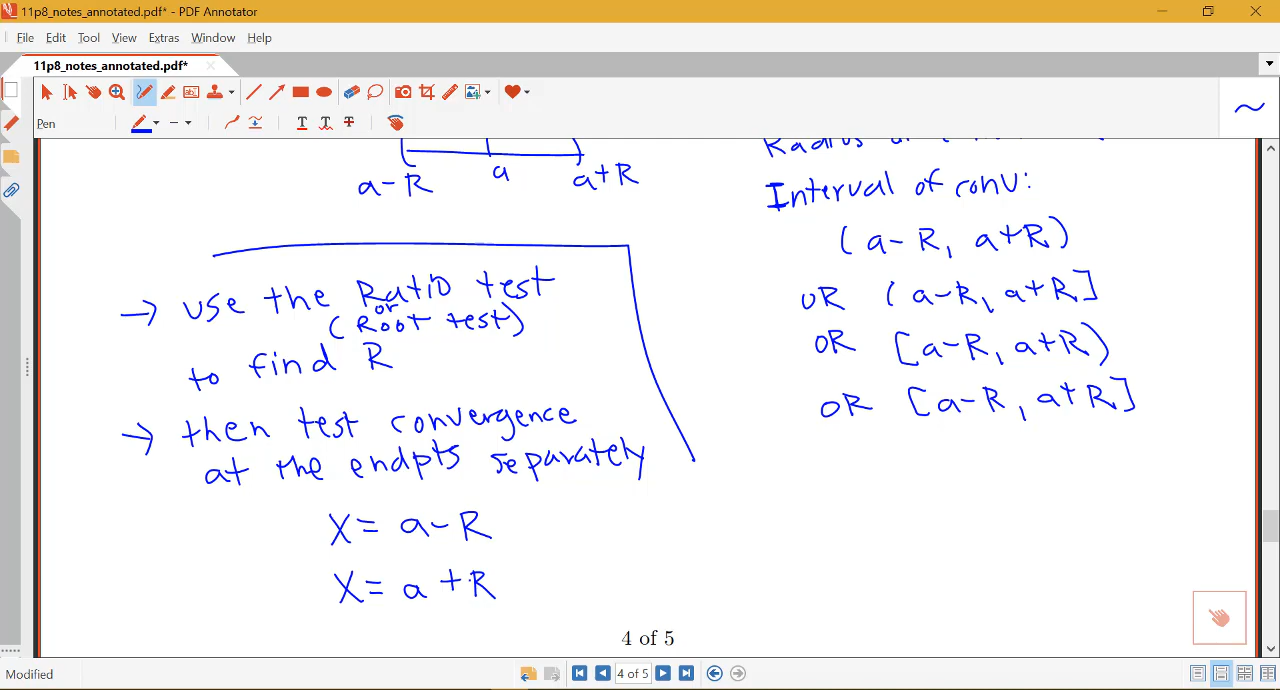 11p8_notes_annotated.pdf* - PDF Annotator
File Edit Tool View Extras Window Help
11p8_notes_annotated.pdf*
Pen
a-R a a+R
→ Use the Ratio test
or
(Root test)
to find R
→ then test convergence
at the endpts separately
X = a-R
X = a+R
Radius
Interval of conv:
(a-R, a+R)
OR (a-R, a+R]
OR [a-R, a+R)
OR [a-R, a+R]
4 of 5
Modified
4 of 5